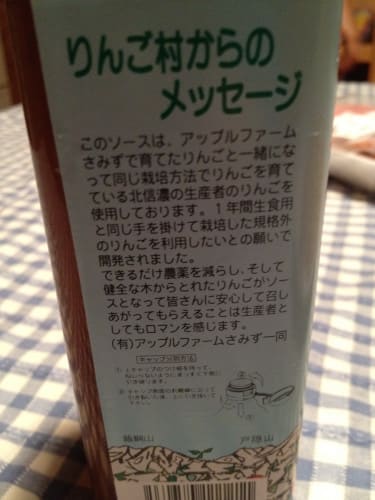 りんご村からの
メッセージ
このソースは、アップルファーム
さみずで育てたりんごと一緒にな
って同じ栽培方法でりんごを育て
ている北信濃の生産者のりんごを
使用しております。1年間生食用
と同じ手を掛けて栽培した規格外
のりんごを利用したいとの願いで
開発されました。
できるだけ農薬を減らし、そして
健全な木からとれたりんごがソー
スとなって皆さんに安心して召し
あがってもらえることは生産者と
してもロマンを感じます。
(有)アップルファームさみず一同
キャップ分別方法
飯綱山
戸隠山